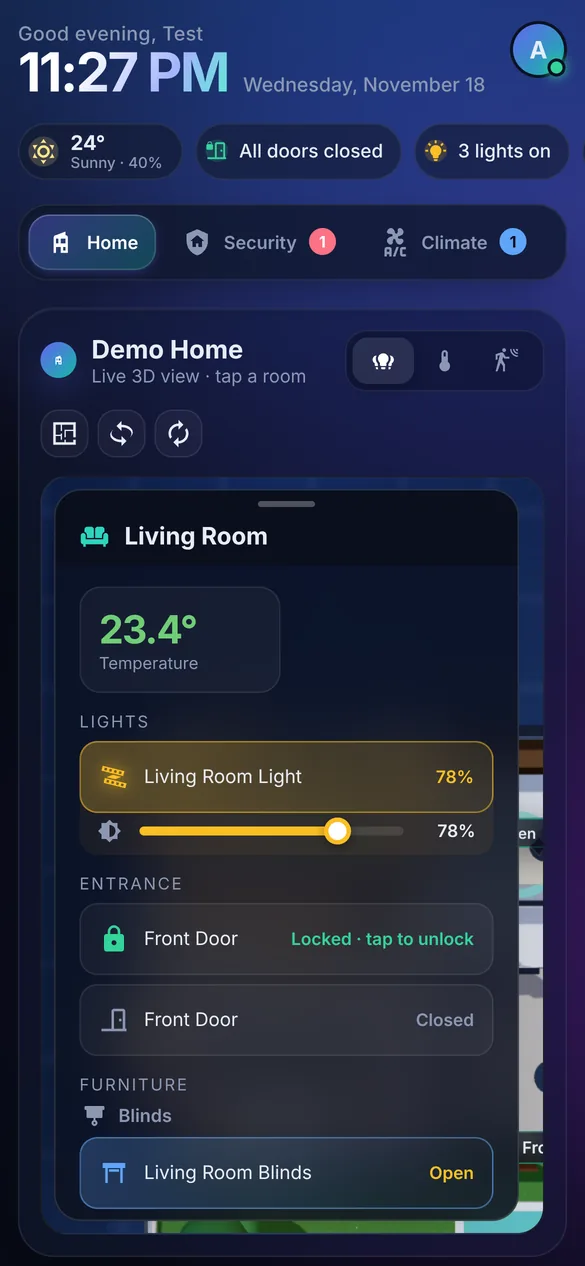 Good evening, Test
11:27 PM Wednesday, November 18
A
24°
Sunny · 40%
All doors closed
3 lights on
Home
Security 1
A/C Climate 1
Demo Home
Live 3D view · tap a room
Living Room
23.4°
Temperature
LIGHTS
Living Room Light 78%
78%
en
ENTRANCE
Front Door Locked · tap to unlock
Front Door Closed
FURNITURE
Blinds
Fro
Living Room Blinds Open